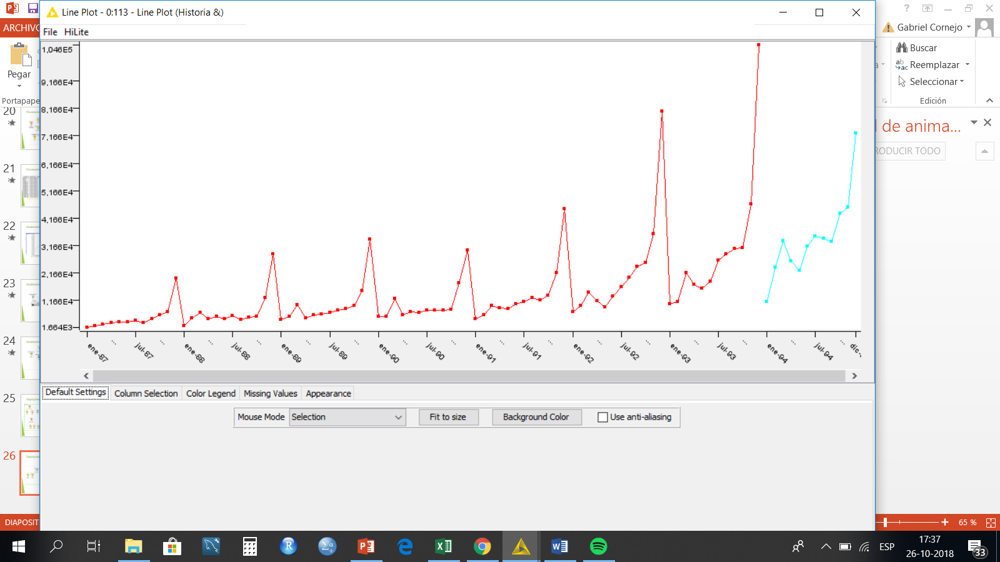 Line Plot - 0:113 - Line Plot (Historia &)
ARCHIVO
Gabriel Cornejo
File HiLite
Pegar
Portapape
Buscar
Reemplazar
Seleccionar
Edición
de anima...
RODUCIR TODO
20
21
22
23
24
25
26
1,046E5
9,166E4
8,166E4
7,166E4
6,166E4
5,166E4
4,166E4
3,166E4
2,166E4
1,166E4
1.664E3
ene-87 ... jul-87 ... ene-88 ... jul-88 ... ene-89 ... jul-89 ... ene-90 ... jul-90 ... ene-91 ... jul-91 ... ene-92 ... jul-92 ... ene-93 ... jul-93 ... ene-94 ... jul-94 ... dic-
Default Settings Column Selection Color Legend Missing Values Appearance
Mouse Mode Selection Fit to size Background Color Use anti-aliasing
DIAPOSIT
65 %
ESP
17:37
26-10-2018
33